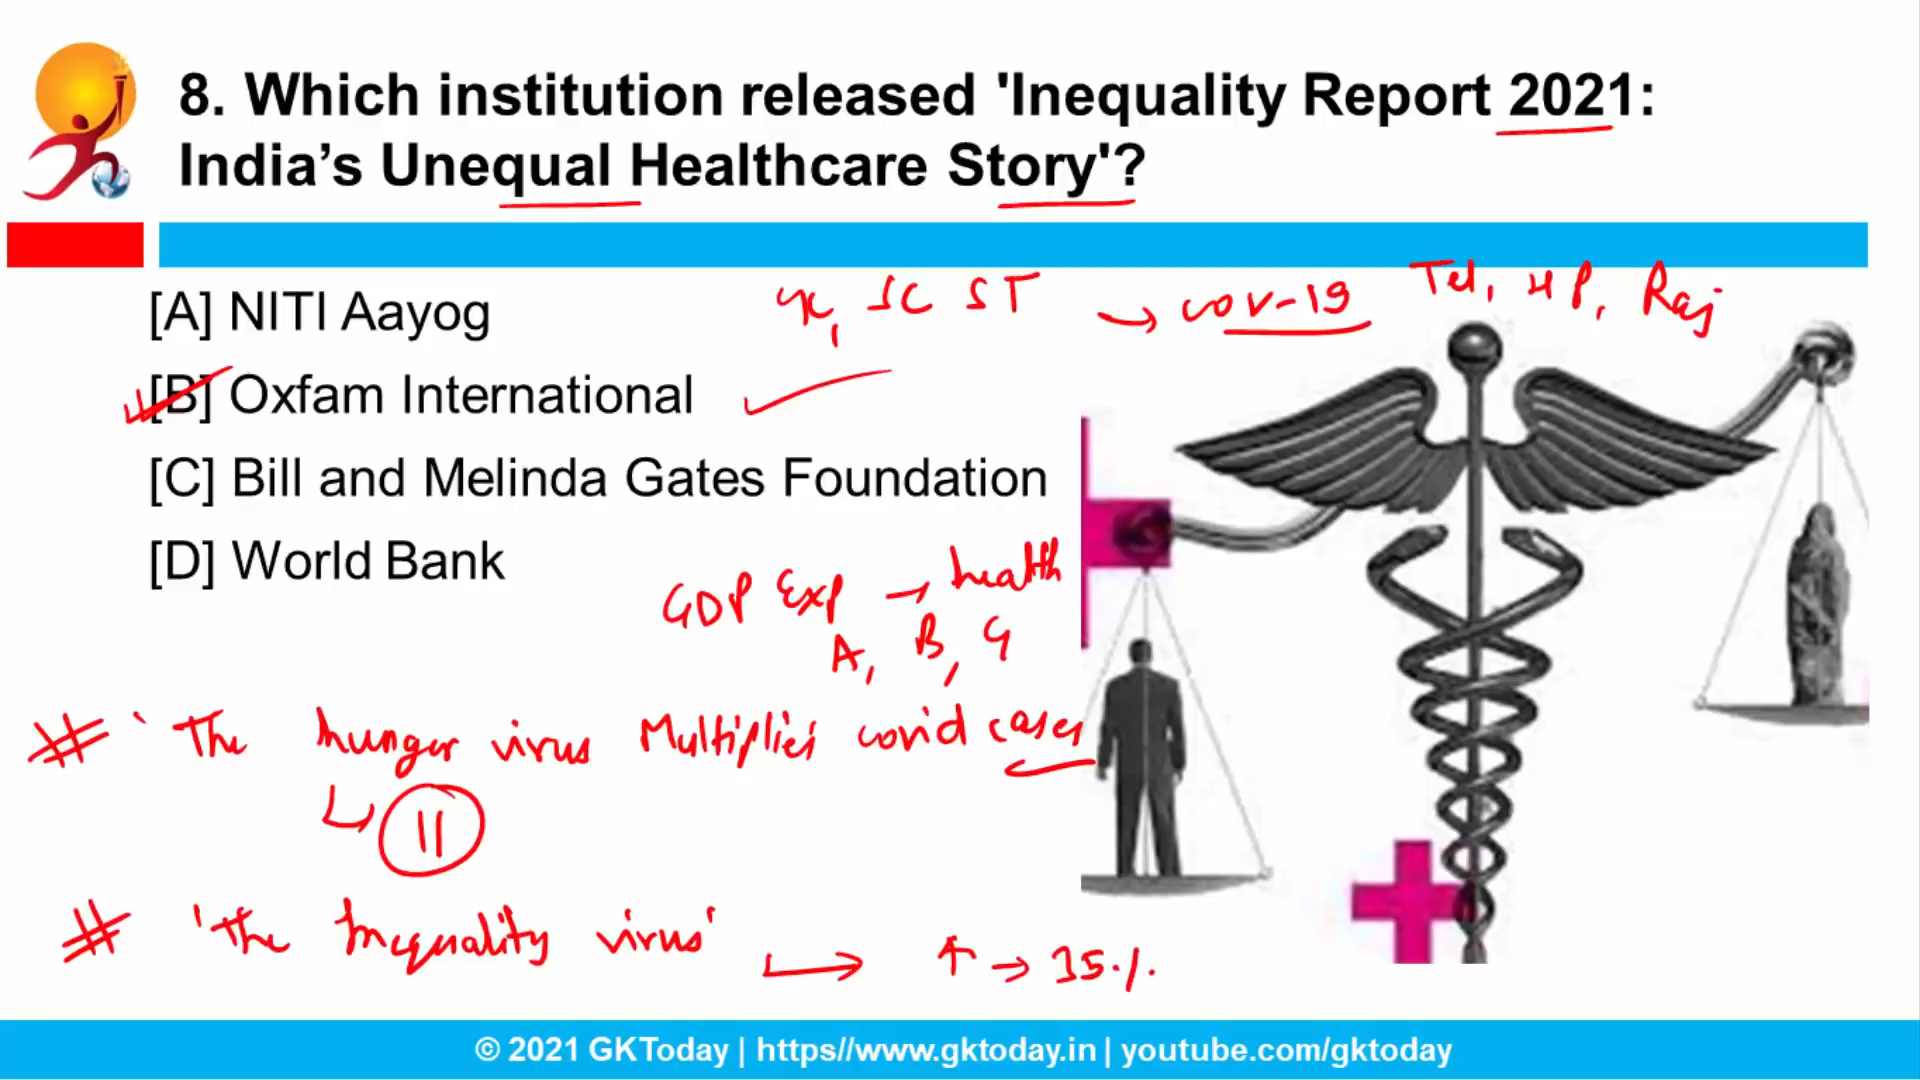 8. Which institution released 'Inequality Report 2021:
India’s Unequal Healthcare Story'?
[A] NITI Aayog
SC ST → cov-19 Tel, HP, Raj
[B] Oxfam International
[C] Bill and Melinda Gates Foundation
[D] World Bank
GDP Exp → health
A, B, G
# 'The hunger virus Multiplies covid cases
11
# 'The Inequality virus' → ↑ → 35%
© 2021 GKToday | https//www.gktoday.in | youtube.com/gktoday